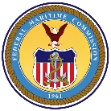 FEDERAL MARITIME COMMISSION
1961